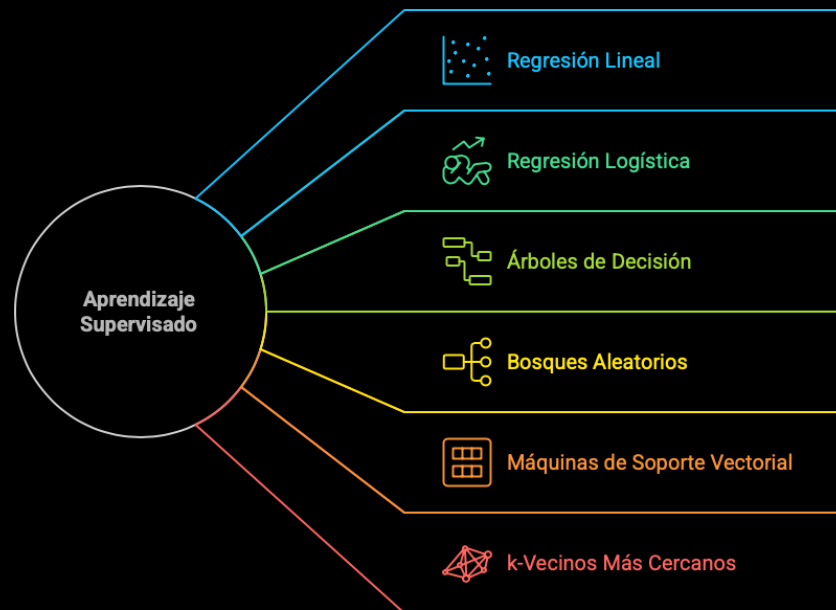 Aprendizaje
Supervisado
Regresión Lineal
Regresión Logística
Árboles de Decisión
Bosques Aleatorios
Máquinas de Soporte Vectorial
k-Vecinos Más Cercanos